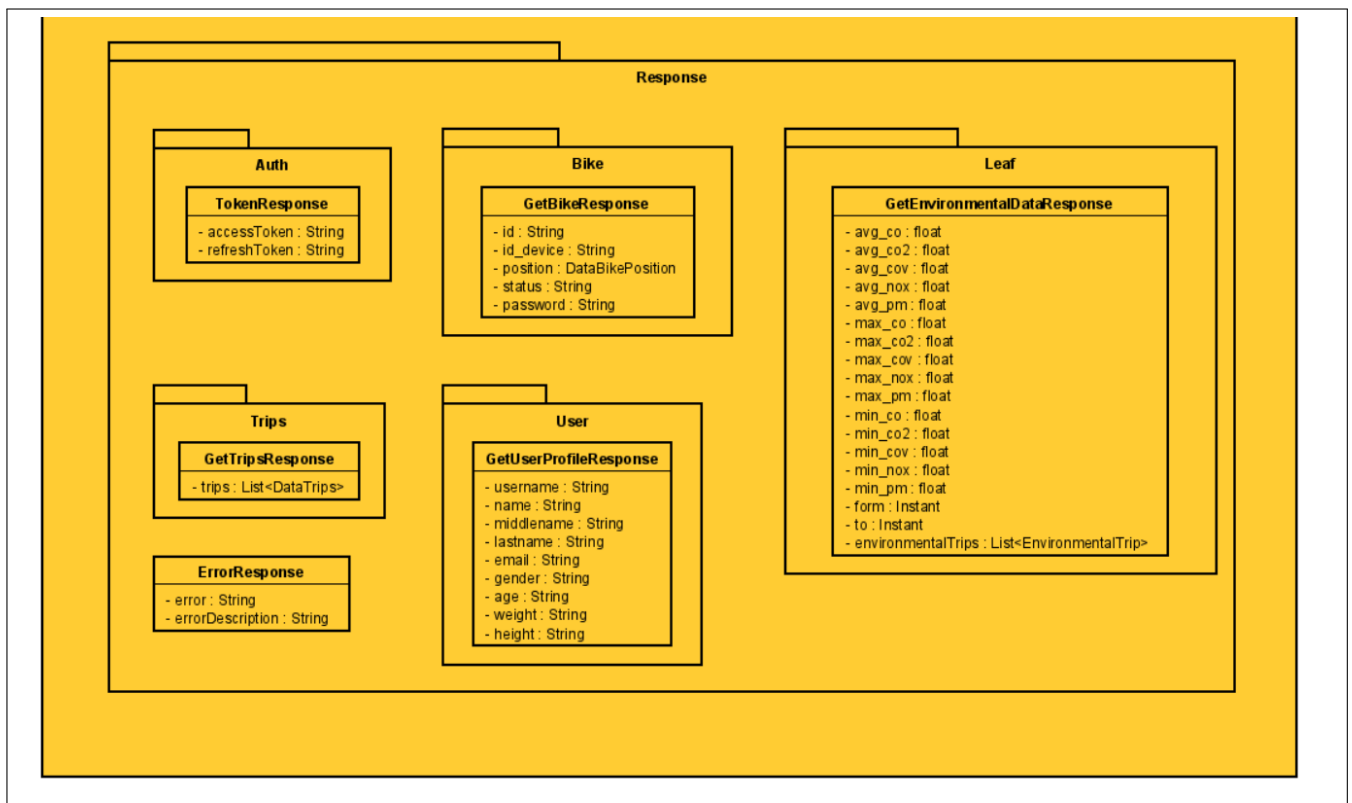 Response
Auth
TokenResponse
- accessToken : String
- refreshToken : String
Bike
GetBikeResponse
- id : String
- id_device : String
- position : DataBikePosition
- status : String
- password : String
Leaf
GetEnvironmentalDataResponse
- avg_co : float
- avg_co2 : float
- avg_cov : float
- avg_nox : float
- avg_pm : float
- max_co : float
- max_co2 : float
- max_cov : float
- max_nox : float
- max_pm : float
- min_co : float
- min_co2 : float
- min_cov : float
- min_nox : float
- min_pm : float
- form : Instant
- to : Instant
- environmentalTrips : List<EnvironmentalTrip>
Trips
GetTripsResponse
- trips : List<DataTrips>
User
GetUserProfileResponse
- username : String
- name : String
- middlename : String
- lastname : String
- email : String
- gender : String
- age : String
- weight : String
- height : String
ErrorResponse
- error : String
- errorDescription : String